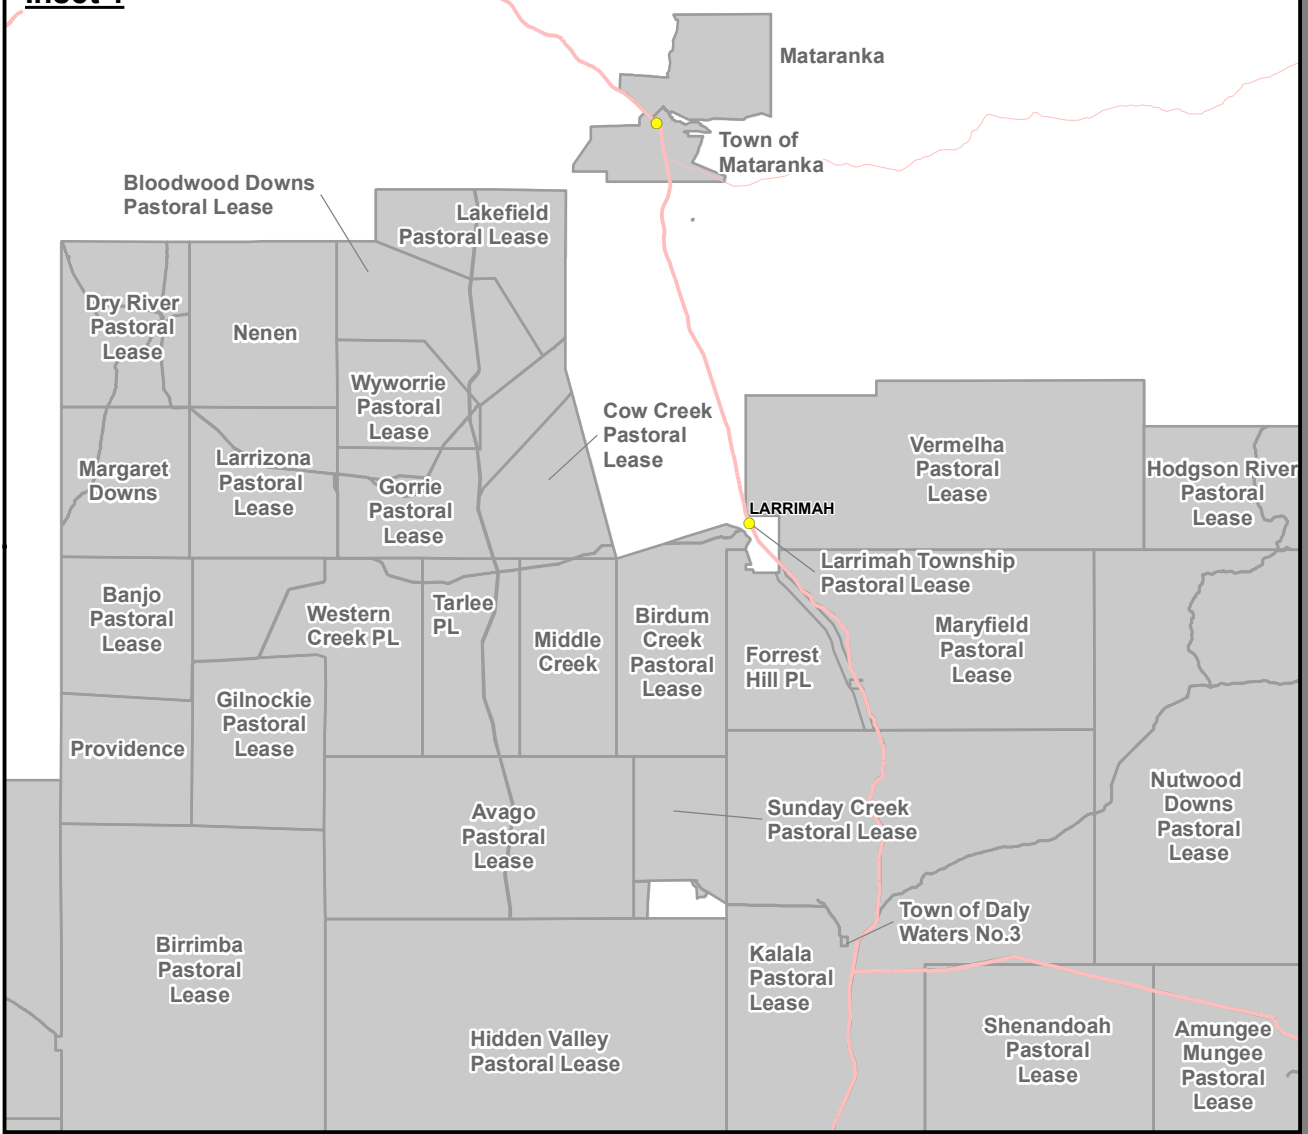 Inset 1
Mataranka
Town of
Mataranka
Bloodwood Downs
Pastoral Lease
Lakefield
Pastoral Lease
Dry River
Pastoral
Lease
Nenen
Wyworrie
Pastoral
Lease
Cow Creek
Pastoral
Lease
Vermelha
Pastoral
Lease
Hodgson River
Pastoral
Lease
Margaret
Downs
Larrizona
Pastoral
Lease
Gorrie
Pastoral
Lease
LARRIMAH
Larrimah Township
Pastoral Lease
Banjo
Pastoral
Lease
Western
Creek PL
Tarlee
PL
Middle
Creek
Birdum
Creek
Pastoral
Lease
Forrest
Hill PL
Maryfield
Pastoral
Lease
Gilnockie
Pastoral
Lease
Providence
Avago
Pastoral
Lease
Sunday Creek
Pastoral Lease
Nutwood
Downs
Pastoral
Lease
Town of Daly
Waters No.3
Birrimba
Pastoral
Lease
Kalala
Pastoral
Lease
Hidden Valley
Pastoral Lease
Shenandoah
Pastoral
Lease
Amungee
Mungee
Pastoral
Lease